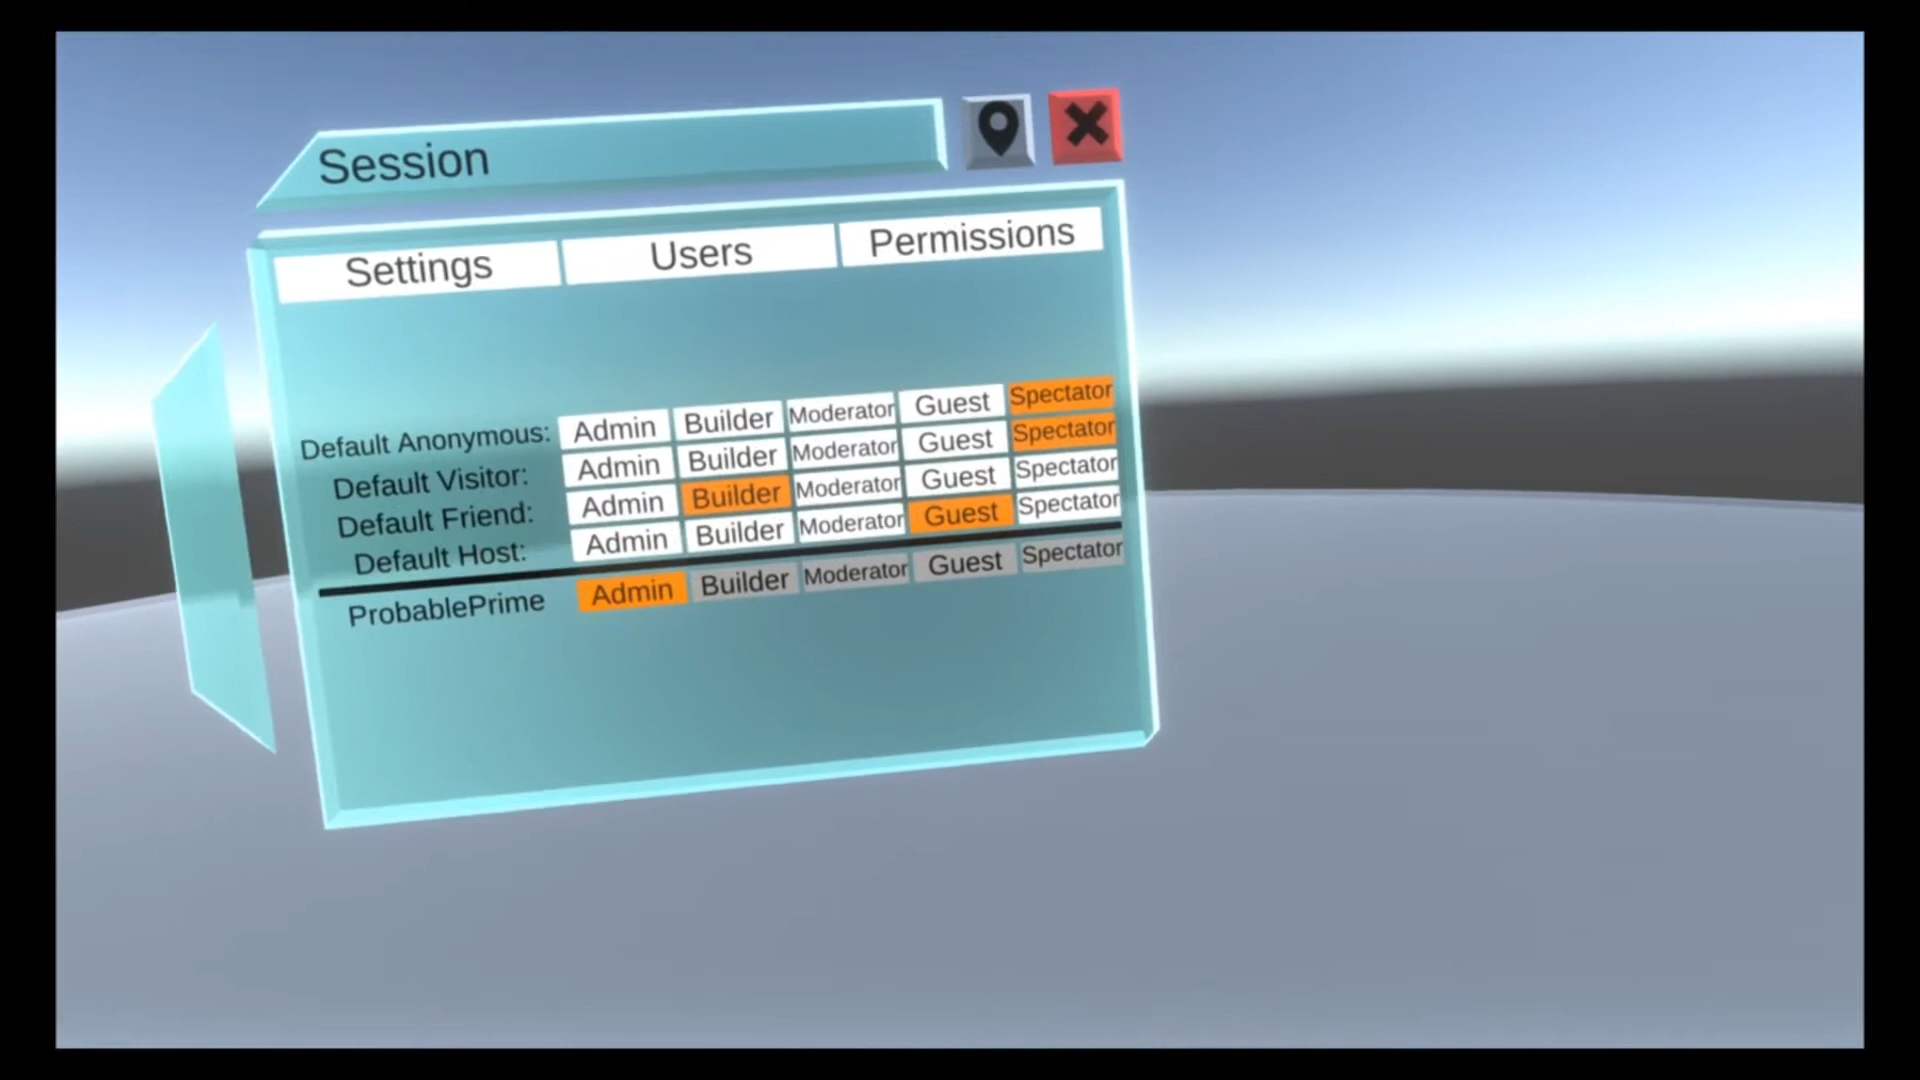 Session
Settings Users Permissions
Default Anonymous: Admin Builder Moderator Guest Spectator
Default Visitor: Admin Builder Moderator Guest Spectator
Default Friend: Admin Builder Moderator Guest Spectator
Default Host: Admin Builder Moderator Guest Spectator
ProbablePrime Admin Builder Moderator Guest Spectator